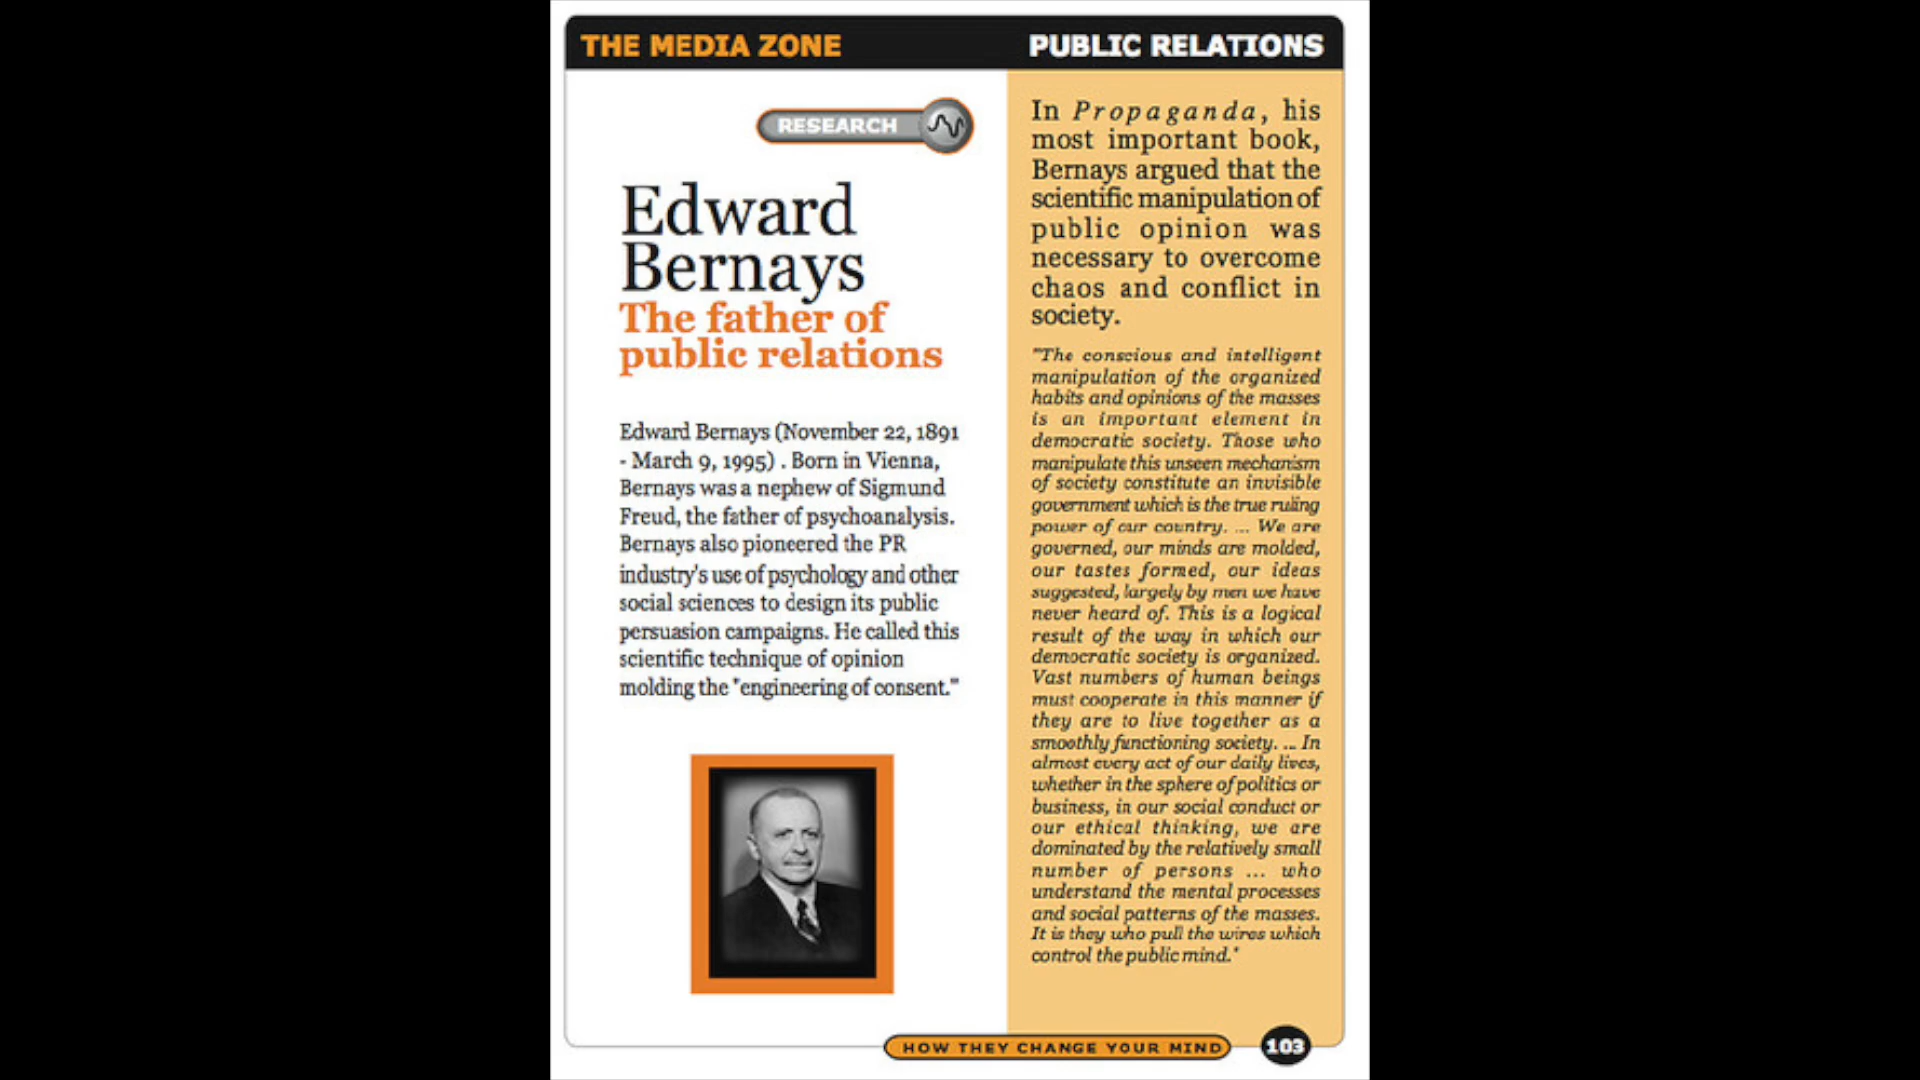 THE MEDIA ZONE
PUBLIC RELATIONS
RESEARCH
Edward
Bernays
The father of
public relations
Edward Bernays (November 22, 1891
- March 9, 1995) . Born in Vienna,
Bernays was a nephew of Sigmund
Freud, the father of psychoanalysis.
Bernays also pioneered the PR
industry's use of psychology and other
social sciences to design its public
persuasion campaigns. He called this
scientific technique of opinion
molding the "engineering of consent."
In Propaganda, his
most important book,
Bernays argued that the
scientific manipulation of
public opinion was
necessary to overcome
chaos and conflict in
society.
"The conscious and intelligent
manipulation of the organized
habits and opinions of the masses
is an important element in
democratic society. Those who
manipulate this unseen mechanism
of society constitute an invisible
government which is the true ruling
power of our country. ... We are
governed, our minds are molded,
our tastes formed, our ideas
suggested, largely by men we have
never heard of. This is a logical
result of the way in which our
democratic society is organized.
Vast numbers of human beings
must cooperate in this manner if
they are to live together as a
smoothly functioning society. ... In
almost every act of our daily lives,
whether in the sphere of politics or
business, in our social conduct or
our ethical thinking, we are
dominated by the relatively small
number of persons ... who
understand the mental processes
and social patterns of the masses.
It is they who pull the wires which
control the public mind."
HOW THEY CHANGE YOUR MIND
103